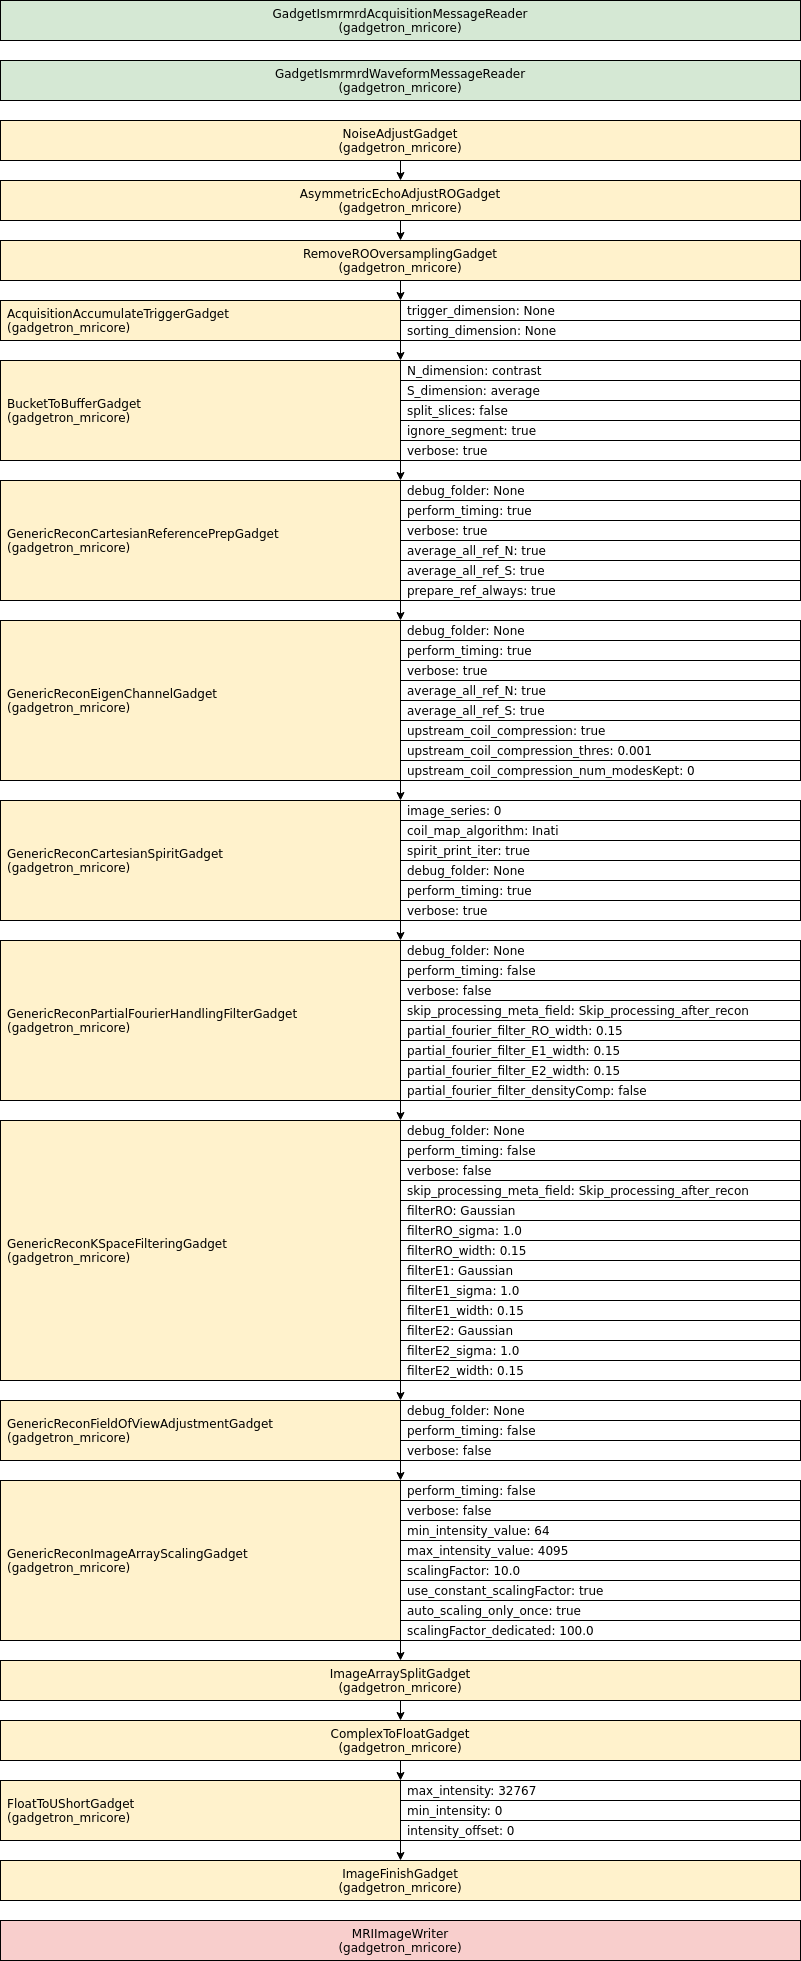 GadgetIsmrmrdAcquisitionMessageReader
(gadgetron_mricore)
GadgetIsmrmrdWaveformMessageReader
(gadgetron_mricore)
NoiseAdjustGadget
(gadgetron_mricore)
AsymmetricEchoAdjustROGadget
(gadgetron_mricore)
RemoveROOversamplingGadget
(gadgetron_mricore)
AcquisitionAccumulateTriggerGadget
(gadgetron_mricore)
trigger_dimension: None
sorting_dimension: None
BucketToBufferGadget
(gadgetron_mricore)
N_dimension: contrast
S_dimension: average
split_slices: false
ignore_segment: true
verbose: true
GenericReconCartesianReferencePrepGadget
(gadgetron_mricore)
debug_folder: None
perform_timing: true
verbose: true
average_all_ref_N: true
average_all_ref_S: true
prepare_ref_always: true
GenericReconEigenChannelGadget
(gadgetron_mricore)
debug_folder: None
perform_timing: true
verbose: true
average_all_ref_N: true
average_all_ref_S: true
upstream_coil_compression: true
upstream_coil_compression_thres: 0.001
upstream_coil_compression_num_modesKept: 0
GenericReconCartesianSpiritGadget
(gadgetron_mricore)
image_series: 0
coil_map_algorithm: Inati
spirit_print_iter: true
debug_folder: None
perform_timing: true
verbose: true
GenericReconPartialFourierHandlingFilterGadget
(gadgetron_mricore)
debug_folder: None
perform_timing: false
verbose: false
skip_processing_meta_field: Skip_processing_after_recon
partial_fourier_filter_RO_width: 0.15
partial_fourier_filter_E1_width: 0.15
partial_fourier_filter_E2_width: 0.15
partial_fourier_filter_densityComp: false
GenericReconKSpaceFilteringGadget
(gadgetron_mricore)
debug_folder: None
perform_timing: false
verbose: false
skip_processing_meta_field: Skip_processing_after_recon
filterRO: Gaussian
filterRO_sigma: 1.0
filterRO_width: 0.15
filterE1: Gaussian
filterE1_sigma: 1.0
filterE1_width: 0.15
filterE2: Gaussian
filterE2_sigma: 1.0
filterE2_width: 0.15
GenericReconFieldOfViewAdjustmentGadget
(gadgetron_mricore)
debug_folder: None
perform_timing: false
verbose: false
GenericReconImageArrayScalingGadget
(gadgetron_mricore)
perform_timing: false
verbose: false
min_intensity_value: 64
max_intensity_value: 4095
scalingFactor: 10.0
use_constant_scalingFactor: true
auto_scaling_only_once: true
scalingFactor_dedicated: 100.0
ImageArraySplitGadget
(gadgetron_mricore)
ComplexToFloatGadget
(gadgetron_mricore)
FloatToUShortGadget
(gadgetron_mricore)
max_intensity: 32767
min_intensity: 0
intensity_offset: 0
ImageFinishGadget
(gadgetron_mricore)
MRIImageWriter
(gadgetron_mricore)